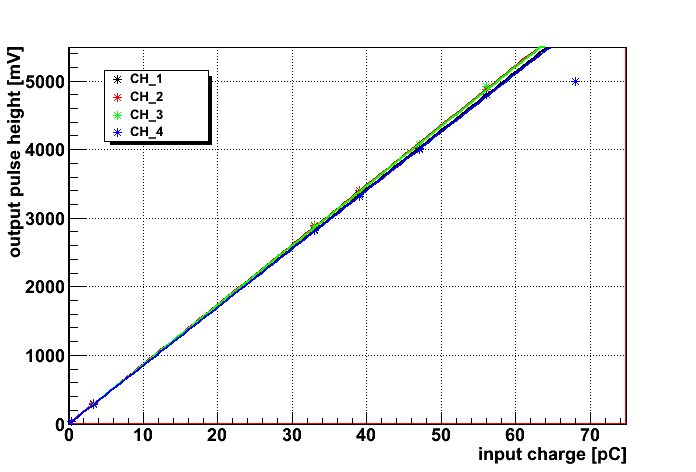 output pulse height [mV]
5000
4000
3000
2000
1000
0
CH_1
CH_2
CH_3
CH_4
0 10 20 30 40 50 60 70
input charge [pC]